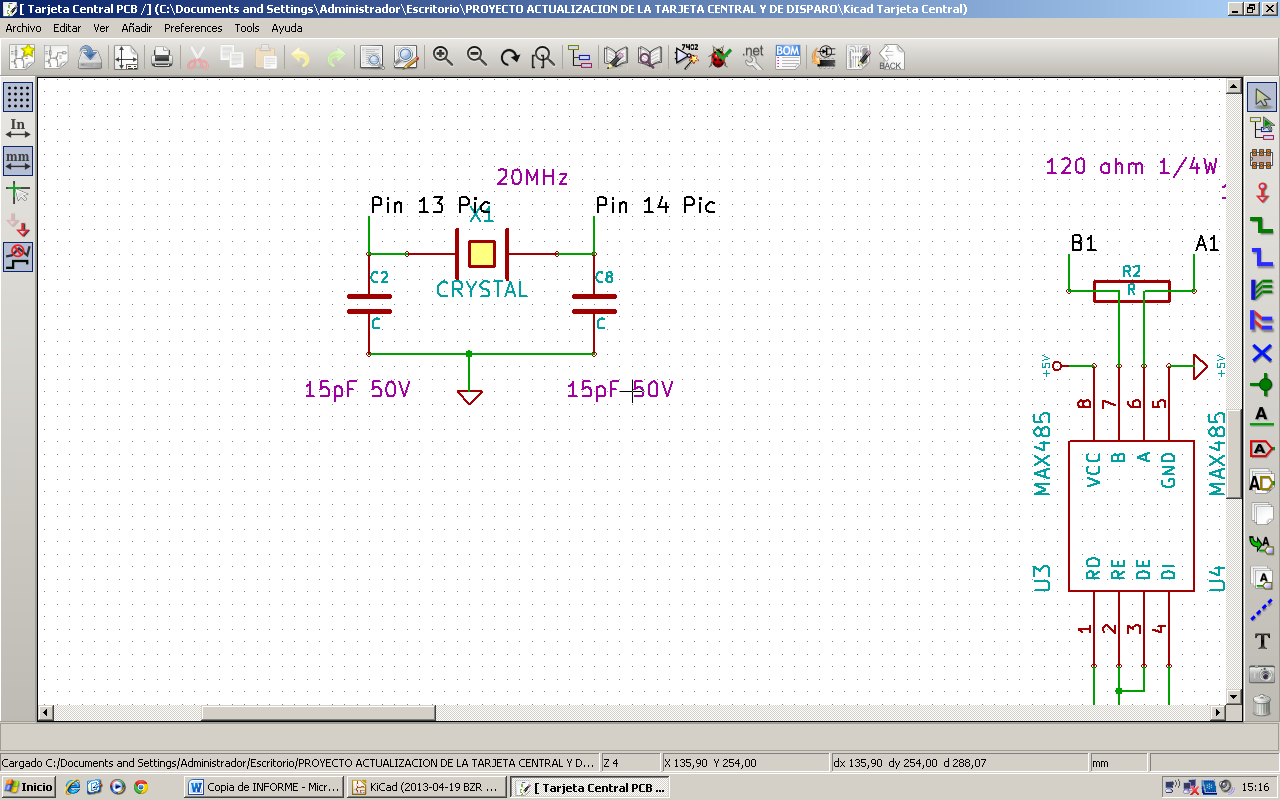 [ Tarjeta Central PCB /] (C:\Documents and Settings\Administrador\Escritorio\PROYECTO ACTUALIZACION DE LA TARJETA CENTRAL Y DE DISPARO\Kicad Tarjeta Central)
Archivo Editar Ver Añadir Preferences Tools Ayuda
7402 .net BOM BACK
In
mm
20MHz
Pin 13 Pic
Pin 14 Pic
X1
C2
C8
CRYSTAL
C
C
15pF 50V
15pF 50V
120 ohm 1/4W
B1
A1
R2
R
+5V
+5V
8
7
6
5
MAX485
MAX485
VCC
B
A
GND
U3
U4
RO
RE
DE
DI
1
2
3
4
A
A
AD
A
A
T
Cargado C:/Documents and Settings/Administrador/Escritorio/PROYECTO ACTUALIZACION DE LA TARJETA CENTRAL Y D... Z 4 X 135,90 Y 254,00 dx 135,90 dy 254,00 d 288,07 mm
Inicio Copia de INFORME - Micr... KiCad (2013-04-19 BZR ... [ Tarjeta Central PCB ... 15:16